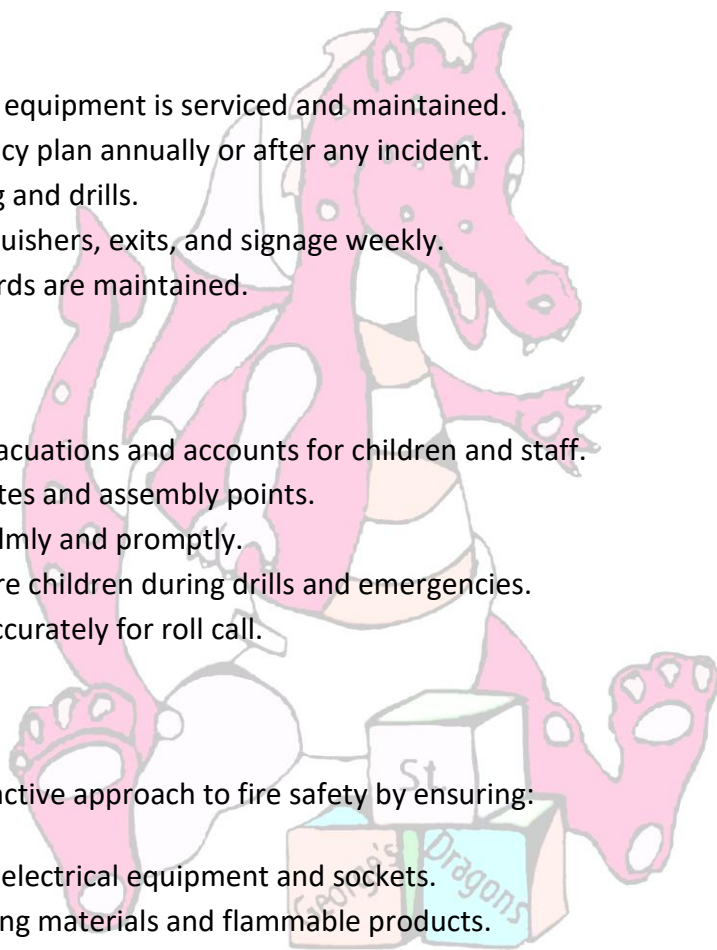 equipment is serviced and maintained.
cy plan annually or after any incident.
g and drills.
uishers, exits, and signage weekly.
rds are maintained.
acuations and accounts for children and staff.
tes and assembly points.
lmly and promptly.
re children during drills and emergencies.
ccurately for roll call.
active approach to fire safety by ensuring:
electrical equipment and sockets.
ng materials and flammable products.
St.
George's
Dragons